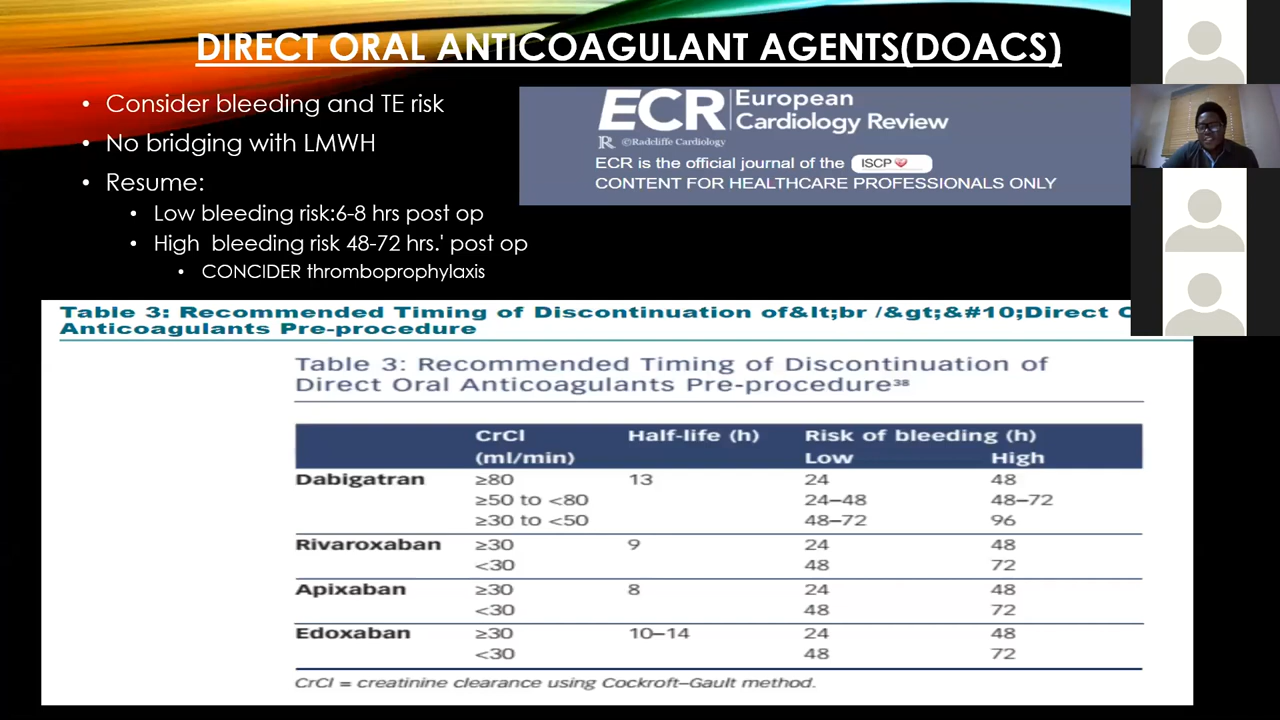 DIRECT ORAL ANTICOAGULANT AGENTS(DOACS)
• Consider bleeding and TE risk
• No bridging with LMWH
• Resume:
• Low bleeding risk:6-8 hrs post op
• High bleeding risk 48-72 hrs.' post op
• CONCIDER thromboprophylaxis
ECR European
Cardiology Review
R ©Radcliffe Cardiology
ECR is the official journal of the ISCP
CONTENT FOR HEALTHCARE PROFESSIONALS ONLY
Table 3: Recommended Timing of Discontinuation of&lt;br /&gt;&#10;Direct
Anticoagulants Pre-procedure
Table 3: Recommended Timing of Discontinuation of
Direct Oral Anticoagulants Pre-procedure³⁸
CrCl Half-life (h) Risk of bleeding (h)
(ml/min) Low High
Dabigatran ≥80 13 24 48
≥50 to <80 24–48 48–72
≥30 to <50 48–72 96
Rivaroxaban ≥30 9 24 48
<30 48 72
Apixaban ≥30 8 24 48
<30 48 72
Edoxaban ≥30 10–14 24 48
<30 48 72
CrCl = creatinine clearance using Cockroft–Gault method.